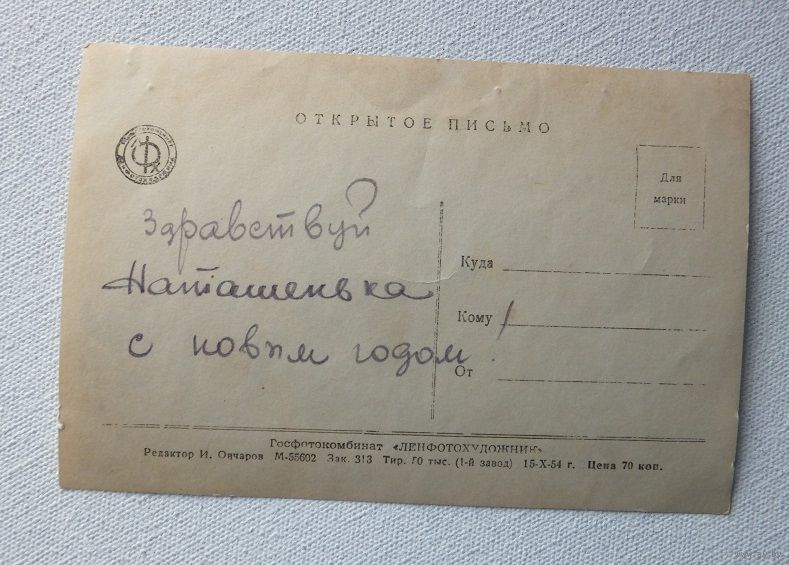 ОТКРЫТОЕ ПИСЬМО
Для
марки
Здравствуй
Наташенька
с новым годом.
Куда
Кому
От
Госфотокомбинат «ЛЕНФОТОХУДОЖНИК»
Редактор И. Овчаров М-55602 Зак. 313 Тир. 50 тыс. (1-й завод) 15-X-54 г. Цена 70 коп.